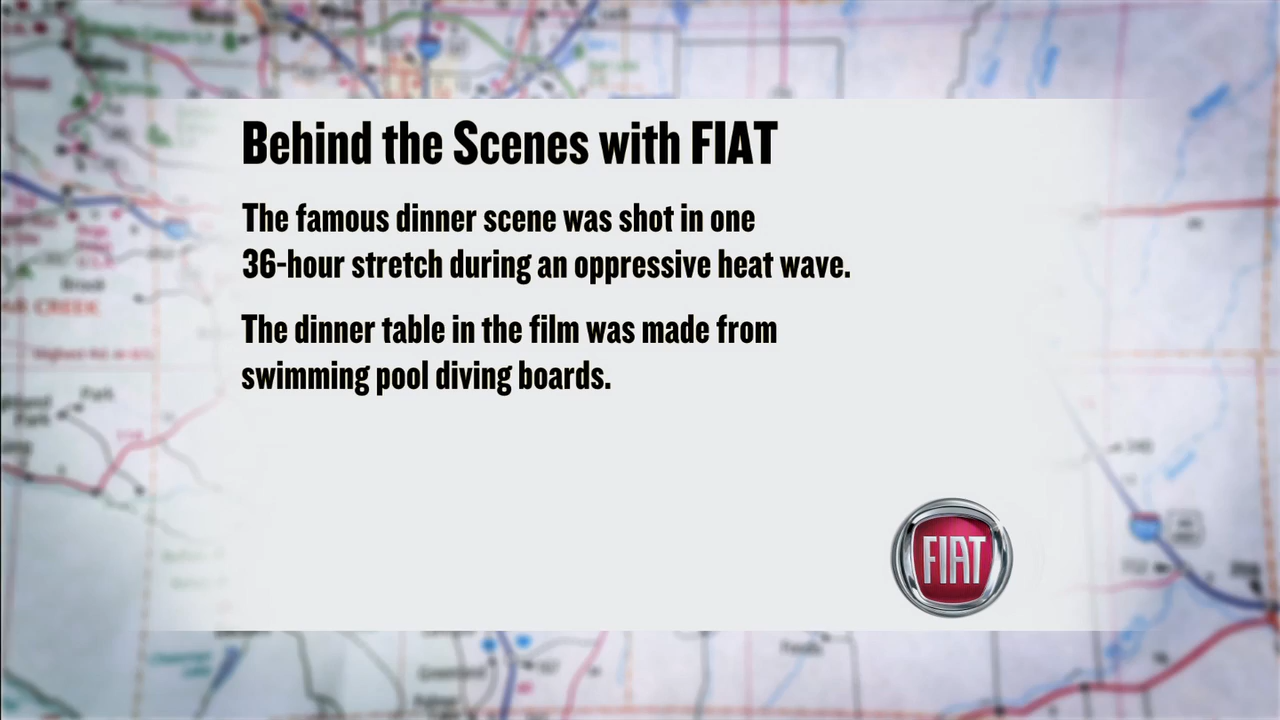 Behind the Scenes with FIAT
The famous dinner scene was shot in one
36-hour stretch during an oppressive heat wave.
The dinner table in the film was made from
swimming pool diving boards.
FIAT